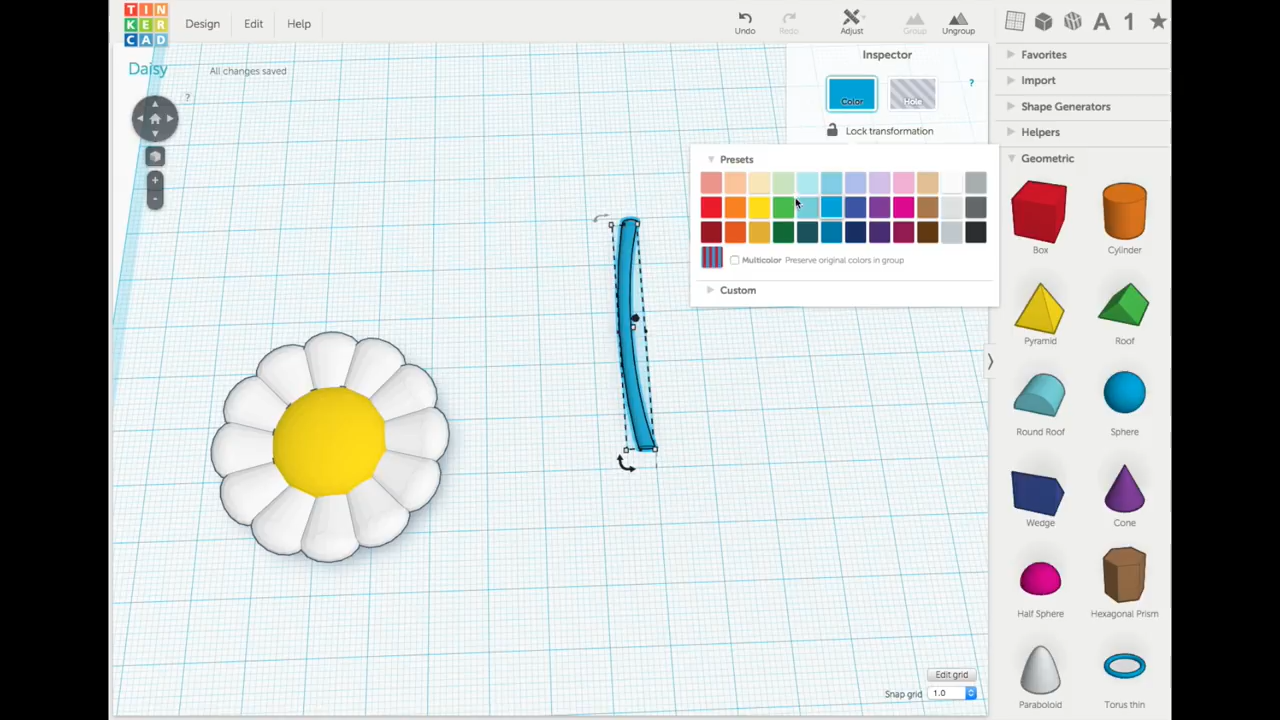 TIN
KER
CAD
Design
Edit
Help
Undo
Redo
Adjust
Group
Ungroup
A
1
Daisy
All changes saved
?
Inspector
Color
Hole
?
Lock transformation
Presets
Multicolor Preserve original colors in group
Custom
Favorites
Import
Shape Generators
Helpers
Geometric
Box
Cylinder
Pyramid
Roof
Round Roof
Sphere
Wedge
Cone
Half Sphere
Hexagonal Prism
Paraboloid
Torus thin
+
-
Edit grid
Snap grid 1.0